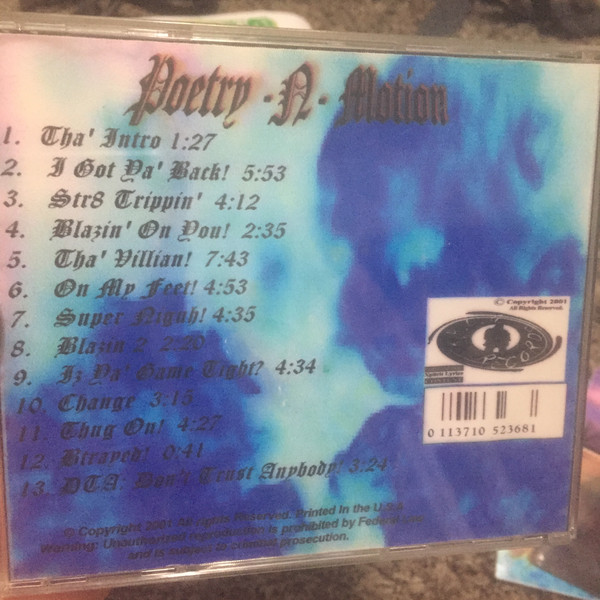 Poetry -N- Motion
1. Tha' Intro 1:27
2. I Got Ya' Back! 5:53
3. Str8 Trippin' 4:12
4. Blazin' On You! 2:35
5. Tha' Villian! 7:43
6. On My Feet! 4:53
7. Super Niguh! 4:35
8. Blazin 2 2:20
9. Iz Ya' Game Tight? 4:34
10. Change 3:15
11. Thug On! 4:27
12. Btrayed! 0:41
13. DTA: Don't Trust Anybody! 3:24
© Copyright 2001
All Rights Reserved.
0 113710 523681
© Copyright 2001 All rights Reserved. Printed In the U.S.A
Warning: Unauthorized reproduction is prohibited by Federal
and is subject to criminal prosecution.